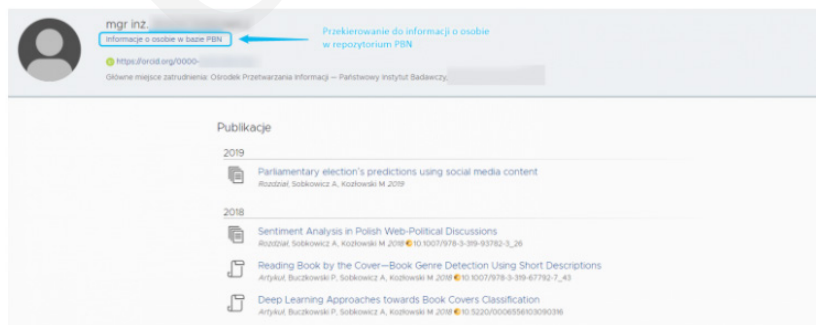 mgr inż.
Informacje o osobie w bazie PBN
Przekierowanie do informacji o osobie
w repozytorium PBN
https://orcid.org/0000-
Główne miejsce zatrudnienia: Ośrodek Przetwarzania Informacji — Państwowy Instytut Badawczy,
Publikacje
2019
Parliamentary election's predictions using social media content
Rozdział, Sobkowicz A, Kozłowski M 2019
2018
Sentiment Analysis in Polish Web-Political Discussions
Rozdział, Sobkowicz A, Kozłowski M 2018 10.1007/978-3-319-93782-3_26
Reading Book by the Cover—Book Genre Detection Using Short Descriptions
Artykuł, Buczkowski P, Sobkowicz A, Kozłowski M 2018 10.1007/978-3-319-67792-7_43
Deep Learning Approaches towards Book Covers Classification
Artykuł, Buczkowski P, Sobkowicz A, Kozłowski M 2018 10.5220/0006556103090316